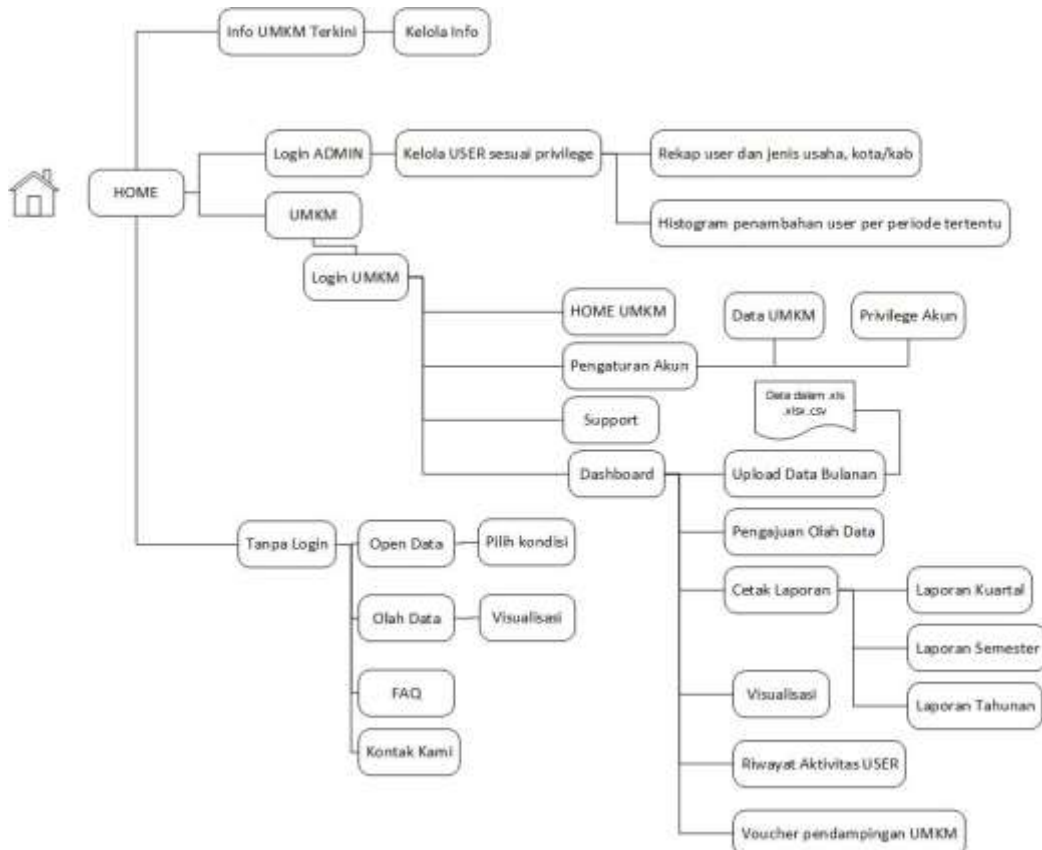 Info UMKM Terkini
Kelola Info
Login ADMIN
Kelola USER sesuai privilege
Rekap user dan jenis usaha, kota/kab
HOME
UMKM
Histogram penambahan user per periode tertentu
Login UMKM
HOME UMKM
Data UMKM
Privilege Akun
Pengaturan Akun
Data dalam .xls
.xlsx .csv
Support
Dashboard
Upload Data Bulanan
Tanpa Login
Open Data
Pilih kondisi
Pengajuan Olah Data
Cetak Laporan
Laporan Kuartal
Olah Data
Visualisasi
Laporan Semester
FAQ
Visualisasi
Laporan Tahunan
Kontak Kami
Riwayat Aktivitas USER
Voucher pendampingan UMKM